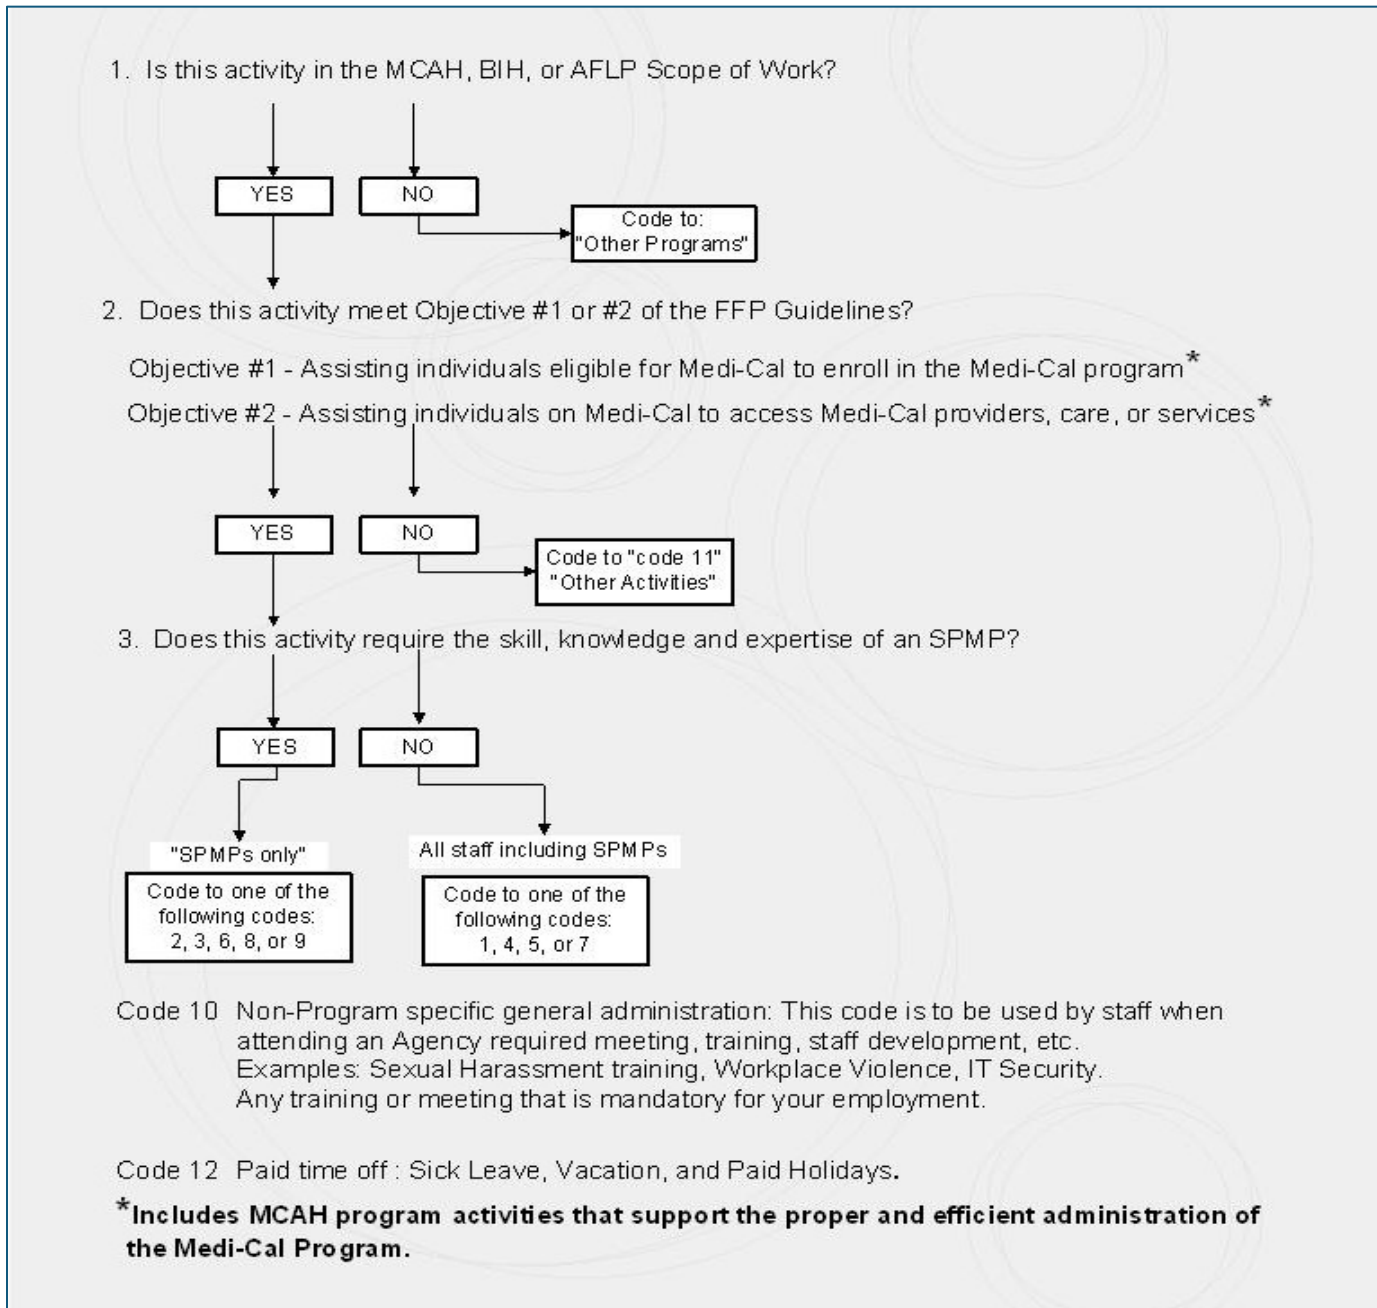 1. Is this activity in the MCAH, BIH, or AFLP Scope of Work?
YES
NO
Code to:
"Other Programs"
2. Does this activity meet Objective #1 or #2 of the FFP Guidelines?
Objective #1 - Assisting individuals eligible for Medi-Cal to enroll in the Medi-Cal program*
Objective #2 - Assisting individuals on Medi-Cal to access Medi-Cal providers, care, or services*
YES
NO
Code to "code 11"
"Other Activities"
3. Does this activity require the skill, knowledge and expertise of an SPMP?
YES
NO
"SPMPs only"
Code to one of the
following codes:
2, 3, 6, 8, or 9
All staff including SPMPs
Code to one of the
following codes:
1, 4, 5, or 7
Code 10 Non-Program specific general administration: This code is to be used by staff when
attending an Agency required meeting, training, staff development, etc.
Examples: Sexual Harassment training, Workplace Violence, IT Security.
Any training or meeting that is mandatory for your employment.
Code 12 Paid time off : Sick Leave, Vacation, and Paid Holidays.
*Includes MCAH program activities that support the proper and efficient administration of
the Medi-Cal Program.